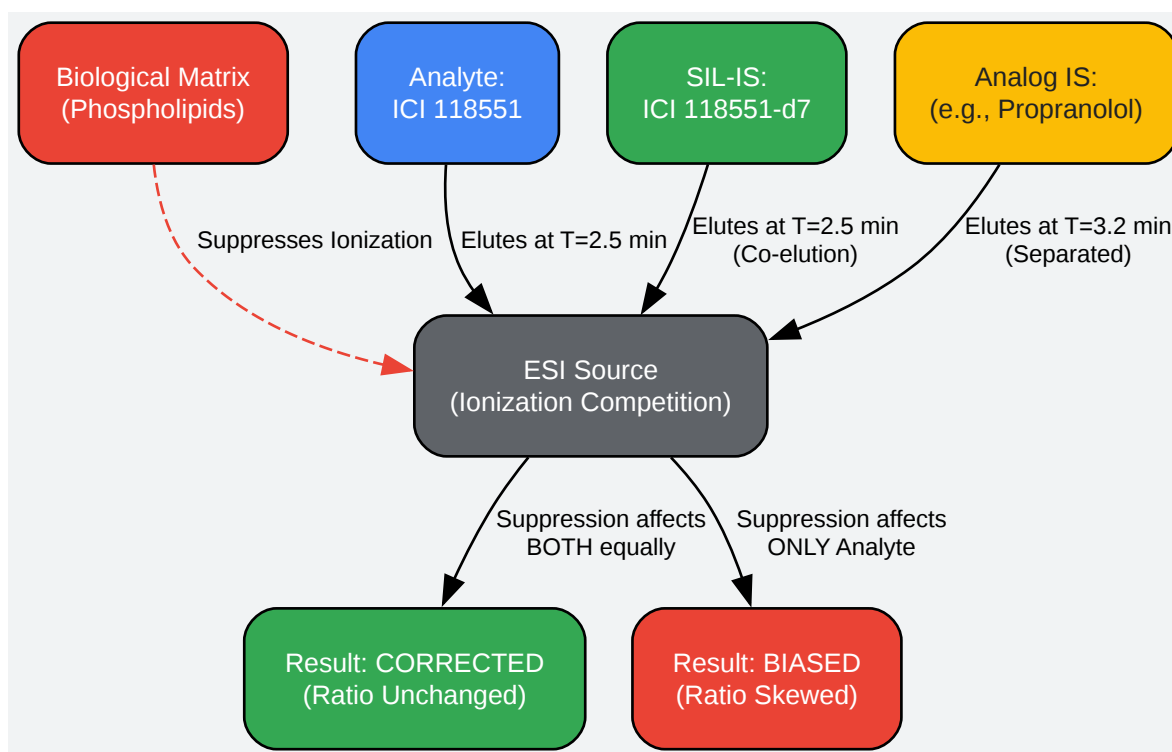 Biological Matrix
(Phospholipids)
Analyte:
ICI 118551
SIL-IS:
ICI 118551-d7
Analog IS:
(e.g., Propranolol)
Suppresses Ionization
Elutes at T=2.5 min
Elutes at T=2.5 min
(Co-elution)
Elutes at T=3.2 min
(Separated)
ESI Source
(Ionization Competition)
Suppression affects
BOTH equally
Suppression affects
ONLY Analyte
Result: CORRECTED
(Ratio Unchanged)
Result: BIASED
(Ratio Skewed)